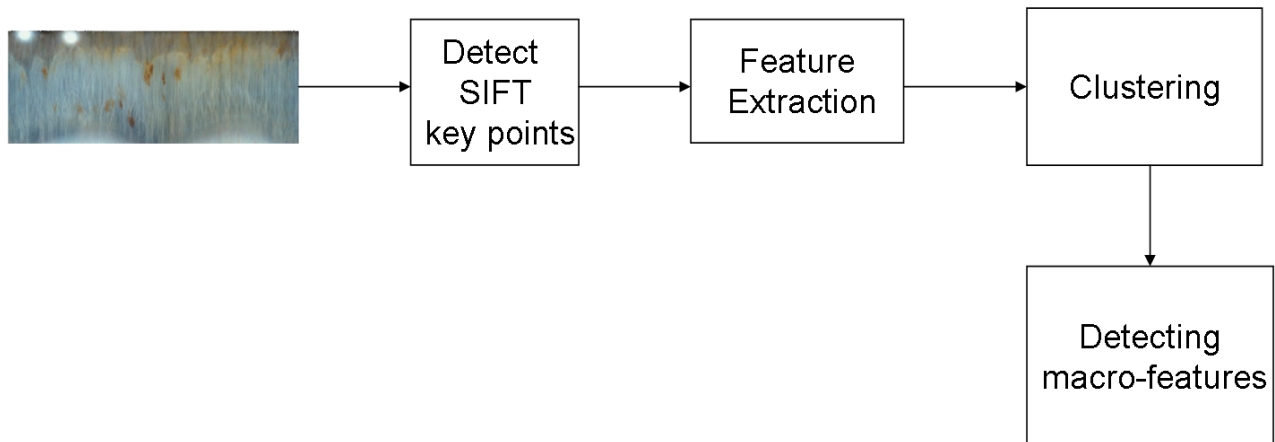 Detect
SIFT
key points
Feature
Extraction
Clustering
Detecting
macro-features